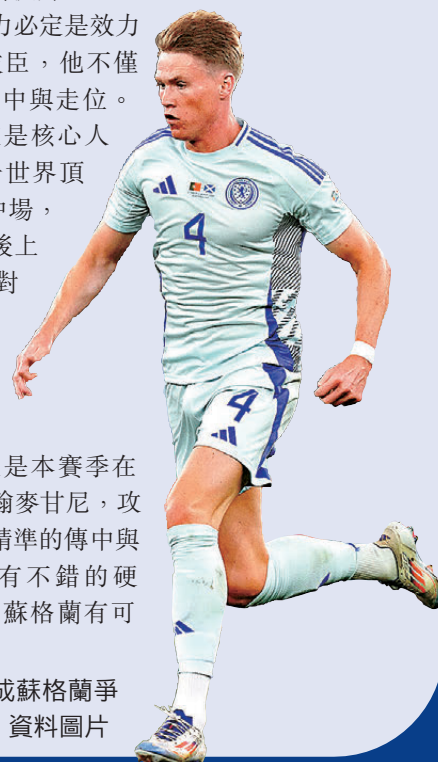 力必定是效力
臣，他不僅
中與走位。
是核心人
世界頂
中場，
後上
對
4
4
是本賽季在
翰麥甘尼，攻
精準的傳中與
有不錯的硬
蘇格蘭有可
成蘇格蘭爭
資料圖片